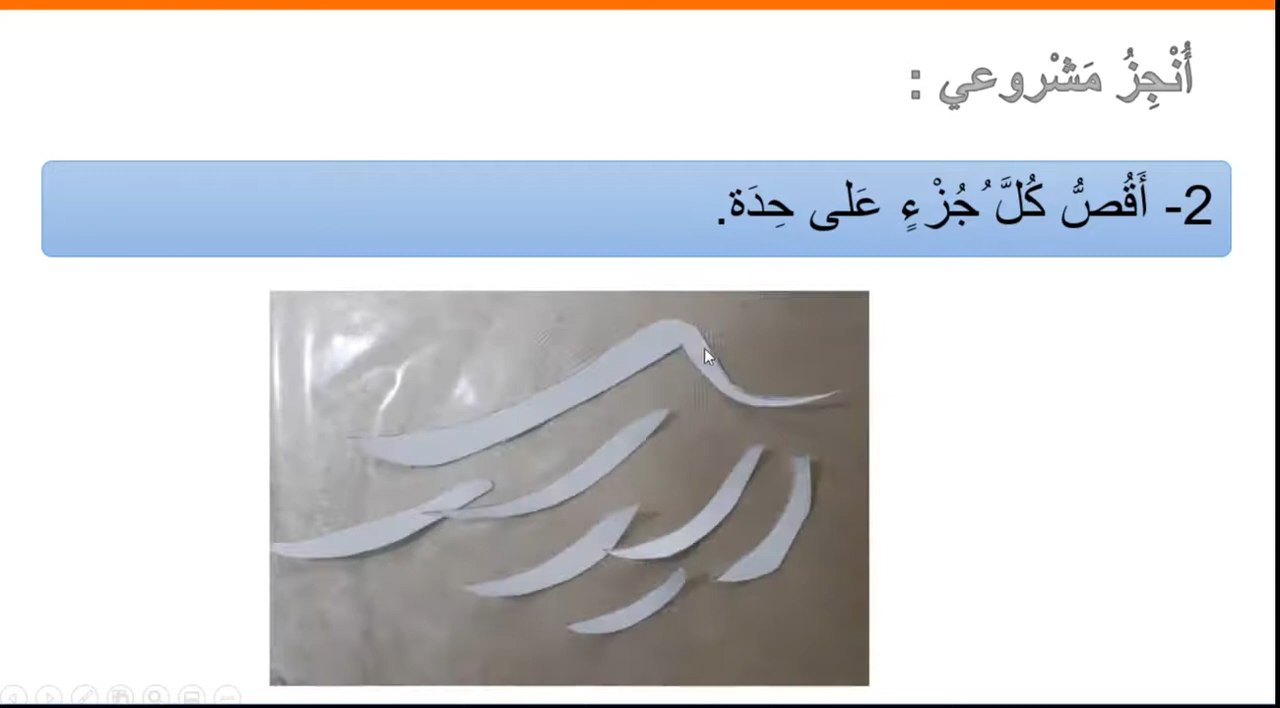 أُنْجِزُ مَشْروعي :
2- أَقُصُّ كُلَّ ُجُزْءٍ عَلى حِدَة.